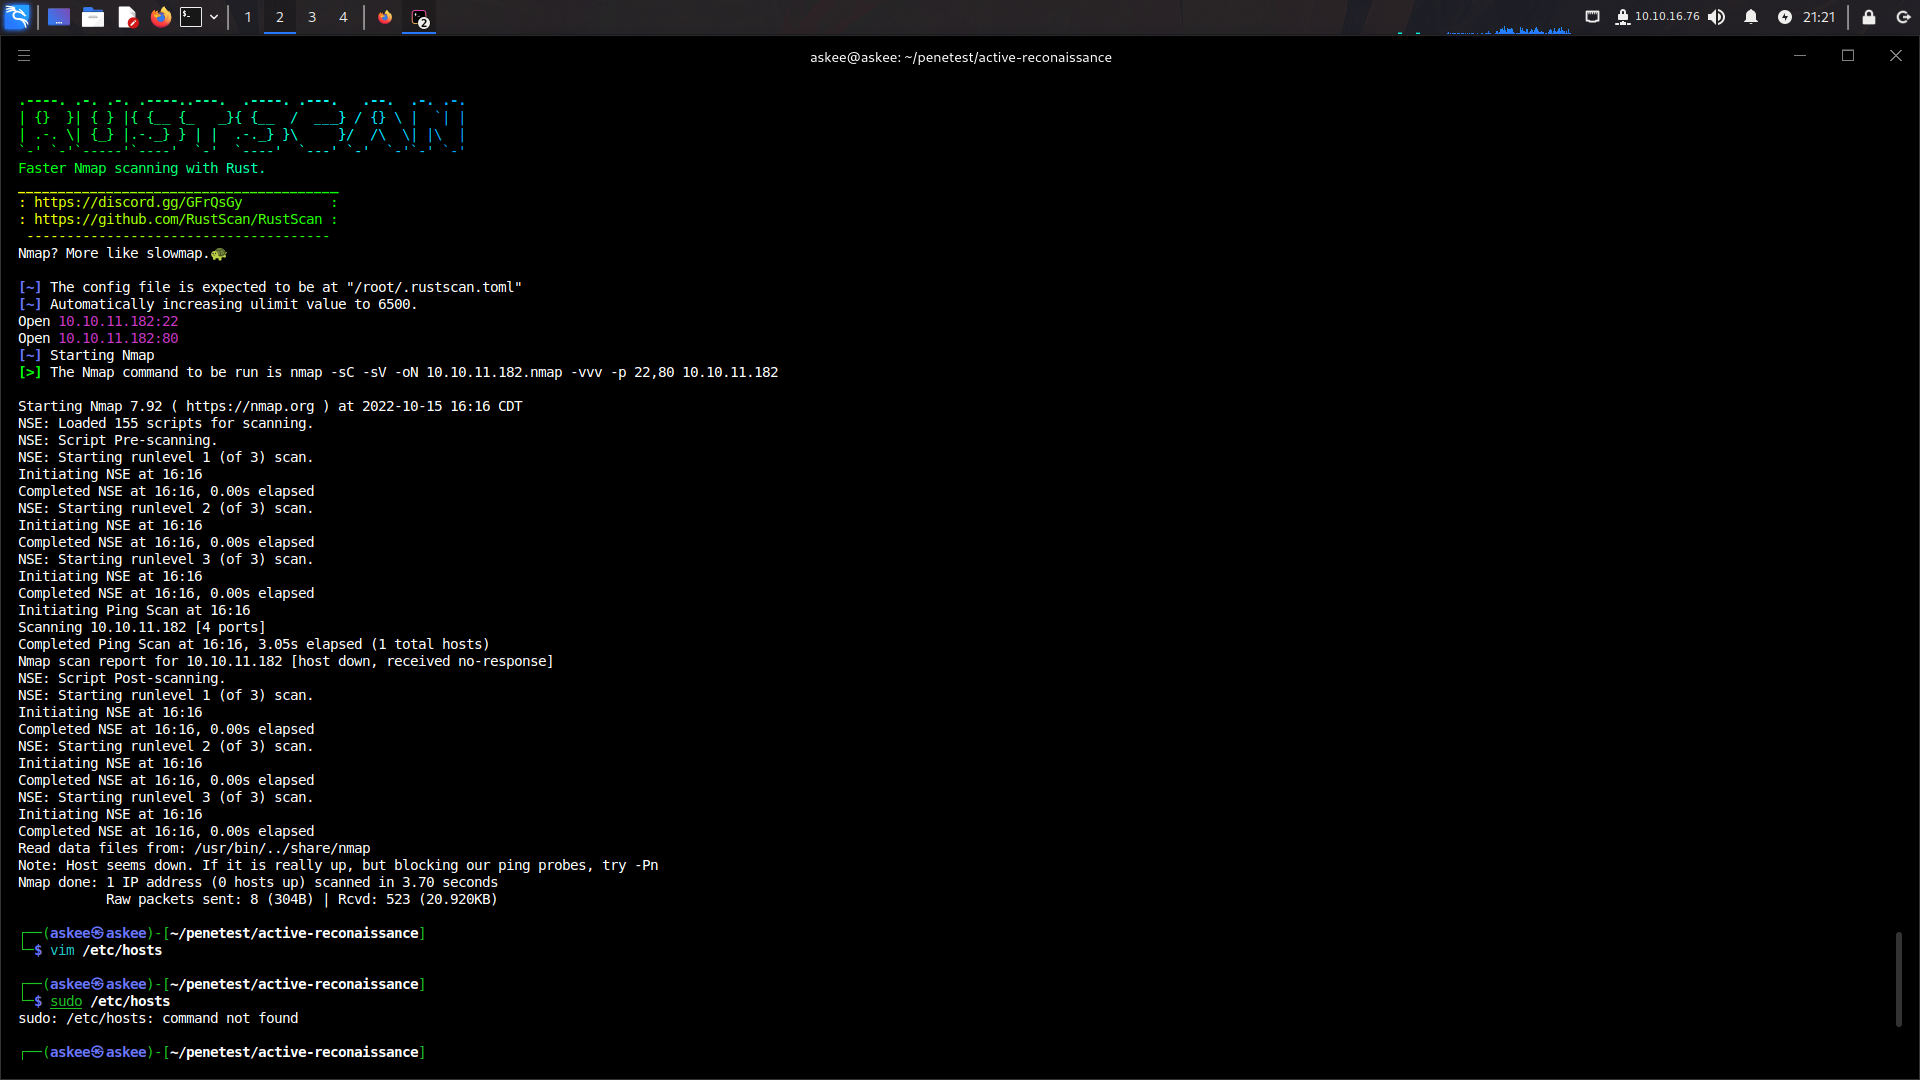 1 2 3 4 2 10.10.16.76 21:21
askee@askee: ~/penetest/active-reconaissance
.----. .-. .-. .----..---.  .----. .---.   .--.  .-. .-.
| {}  }| { } |{ {__ {_   _}{ {__  /  ___} / {} \ |  `| |
| .-. \| {_} |.-._} } | |  .-._} }\     }/  /\  \| |\  |
`-' `-'`-----'`----'  `-'  `----'  `---' `-'  `-'`-' `-'
Faster Nmap scanning with Rust.
________________________________________
: https://discord.gg/GFrQsGy           :
: https://github.com/RustScan/RustScan :
 --------------------------------------
Nmap? More like slowmap.🐢
[~] The config file is expected to be at "/root/.rustscan.toml"
[~] Automatically increasing ulimit value to 6500.
Open 10.10.11.182:22
Open 10.10.11.182:80
[~] Starting Nmap
[>] The Nmap command to be run is nmap -sC -sV -oN 10.10.11.182.nmap -vvv -p 22,80 10.10.11.182
Starting Nmap 7.92 ( https://nmap.org ) at 2022-10-15 16:16 CDT
NSE: Loaded 155 scripts for scanning.
NSE: Script Pre-scanning.
NSE: Starting runlevel 1 (of 3) scan.
Initiating NSE at 16:16
Completed NSE at 16:16, 0.00s elapsed
NSE: Starting runlevel 2 (of 3) scan.
Initiating NSE at 16:16
Completed NSE at 16:16, 0.00s elapsed
NSE: Starting runlevel 3 (of 3) scan.
Initiating NSE at 16:16
Completed NSE at 16:16, 0.00s elapsed
Initiating Ping Scan at 16:16
Scanning 10.10.11.182 [4 ports]
Completed Ping Scan at 16:16, 3.05s elapsed (1 total hosts)
Nmap scan report for 10.10.11.182 [host down, received no-response]
NSE: Script Post-scanning.
NSE: Starting runlevel 1 (of 3) scan.
Initiating NSE at 16:16
Completed NSE at 16:16, 0.00s elapsed
NSE: Starting runlevel 2 (of 3) scan.
Initiating NSE at 16:16
Completed NSE at 16:16, 0.00s elapsed
NSE: Starting runlevel 3 (of 3) scan.
Initiating NSE at 16:16
Completed NSE at 16:16, 0.00s elapsed
Read data files from: /usr/bin/../share/nmap
Note: Host seems down. If it is really up, but blocking our ping probes, try -Pn
Nmap done: 1 IP address (0 hosts up) scanned in 3.70 seconds
           Raw packets sent: 8 (304B) | Rcvd: 523 (20.920KB)
┌──(askee㉿askee)-[~/penetest/active-reconaissance]
└─$ vim /etc/hosts
┌──(askee㉿askee)-[~/penetest/active-reconaissance]
└─$ sudo /etc/hosts
sudo: /etc/hosts: command not found
┌──(askee㉿askee)-[~/penetest/active-reconaissance]